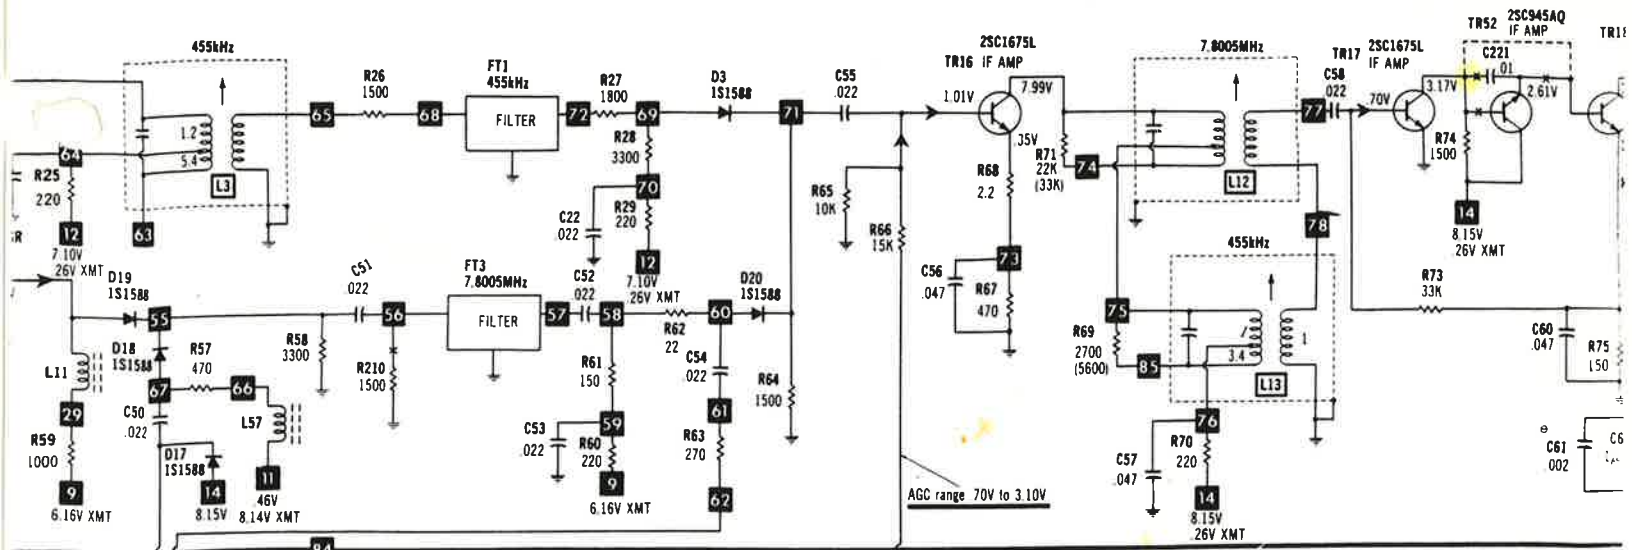 455kHz
64
R25
220
12
7.10V
.26V XMT
1.2
5.4
L3
63
65
R26
1500
68
FT1
455kHz
FILTER
72
R27
1800
69
R28
3300
70
C22
.022
R29
220
12
7.10V
.26V XMT
D3
1S1588
71
C55
.022
R65
10K
R66
15K
TR16
2SC1675L
IF AMP
1.01V
7.99V
.35V
R68
2.2
73
C56
.047
R67
470
R71
22K
(33K)
74
7.8005MHz
L12
77
78
455kHz
75
R69
2700
(5600)
85
3.4
1
L13
76
C57
.047
R70
220
14
8.15V
.26V XMT
TR17
2SC1675L
IF AMP
C58
022
.70V
3.17V
TR52
2SC945AQ
IF AMP
C221
.01
2.61V
R74
1500
14
8.15V
26V XMT
R73
33K
C60
.047
R75
150
C61
.002
D19
1S1588
55
D18
1S1588
L11
29
R59
1000
9
6.16V XMT
R57
470
67
66
C50
.022
L57
D17
1S1588
14
8.15V
11
.46V
8.14V XMT
R58
3300
C51
.022
56
R210
1500
FT3
7.8005MHz
FILTER
57
C52
.022
58
R61
150
59
C53
.022
R60
220
9
6.16V XMT
R62
22
60
D20
1S1588
C54
.022
61
R63
270
62
R64
1500
AGC range .70V to 3.10V